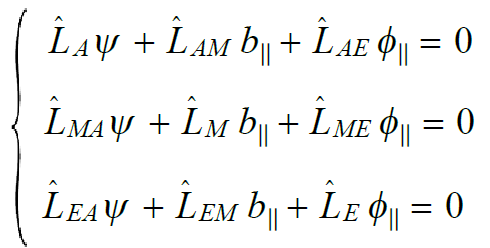 L̂_A ψ + L̂_AM b_|| + L̂_AE ϕ_|| = 0
L̂_MA ψ + L̂_M b_|| + L̂_ME ϕ_|| = 0
L̂_EA ψ + L̂_EM b_|| + L̂_E ϕ_|| = 0